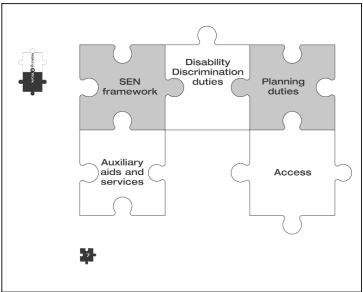 SEN
framework
Disability
Discrimination
duties
Planning
duties
Auxiliary
aids and
services
Access